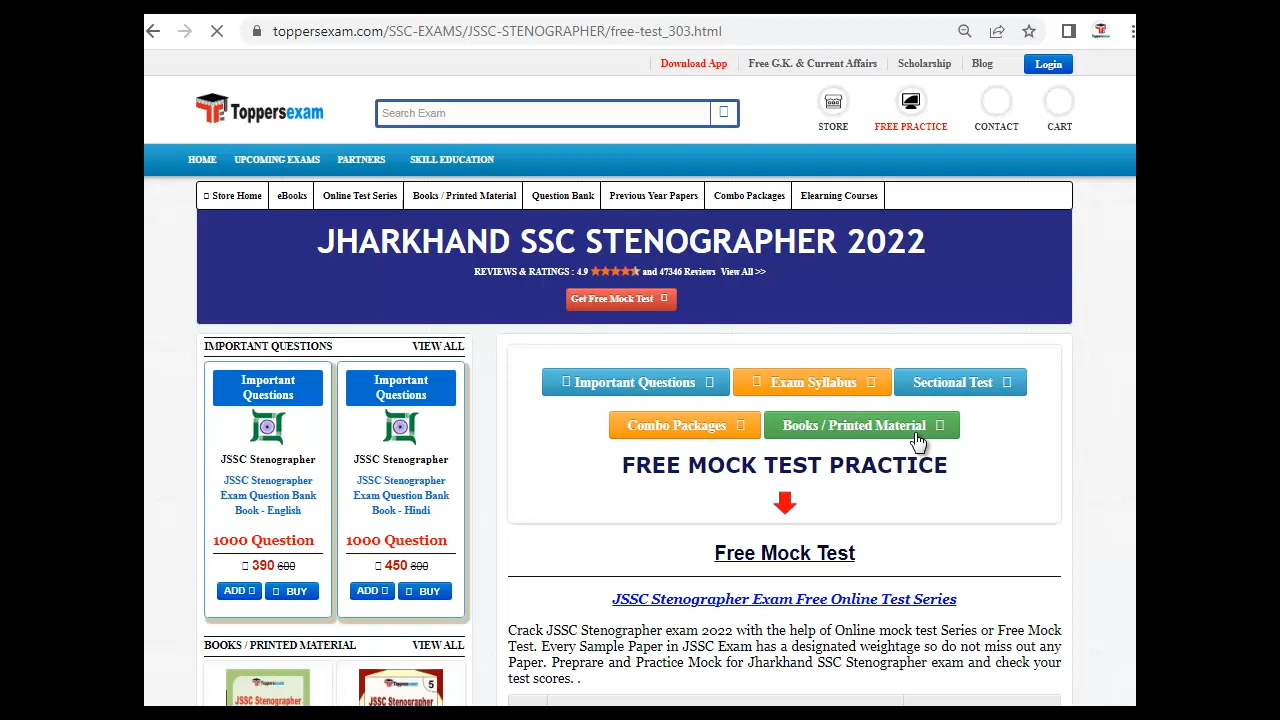 toppersexam.com/SSC-EXAMS/JSSC-STENOGRAPHER/free-test_303.html
Download App Free G.K. & Current Affairs Scholarship Blog Login
Toppersexam
Search Exam
STORE FREE PRACTICE CONTACT CART
HOME UPCOMING EXAMS PARTNERS SKILL EDUCATION
Store Home eBooks Online Test Series Books / Printed Material Question Bank Previous Year Papers Combo Packages Elearning Courses
JHARKHAND SSC STENOGRAPHER 2022
REVIEWS & RATINGS : 4.9 and 47346 Reviews View All >>
Get Free Mock Test
IMPORTANT QUESTIONS VIEW ALL
Important Questions
JSSC Stenographer
JSSC Stenographer
Exam Question Bank
Book - English
1000 Question
390 600
ADD BUY
Important Questions
JSSC Stenographer
JSSC Stenographer
Exam Question Bank
Book - Hindi
1000 Question
450 800
ADD BUY
BOOKS / PRINTED MATERIAL VIEW ALL
Toppersexam
JSSC Stenographer
Toppersexam 5
JSSC Stenographer
Important Questions Exam Syllabus Sectional Test
Combo Packages Books / Printed Material
FREE MOCK TEST PRACTICE
Free Mock Test
JSSC Stenographer Exam Free Online Test Series
Crack JSSC Stenographer exam 2022 with the help of Online mock test Series or Free Mock
Test. Every Sample Paper in JSSC Exam has a designated weightage so do not miss out any
Paper. Preprare and Practice Mock for Jharkhand SSC Stenographer exam and check your
test scores. .